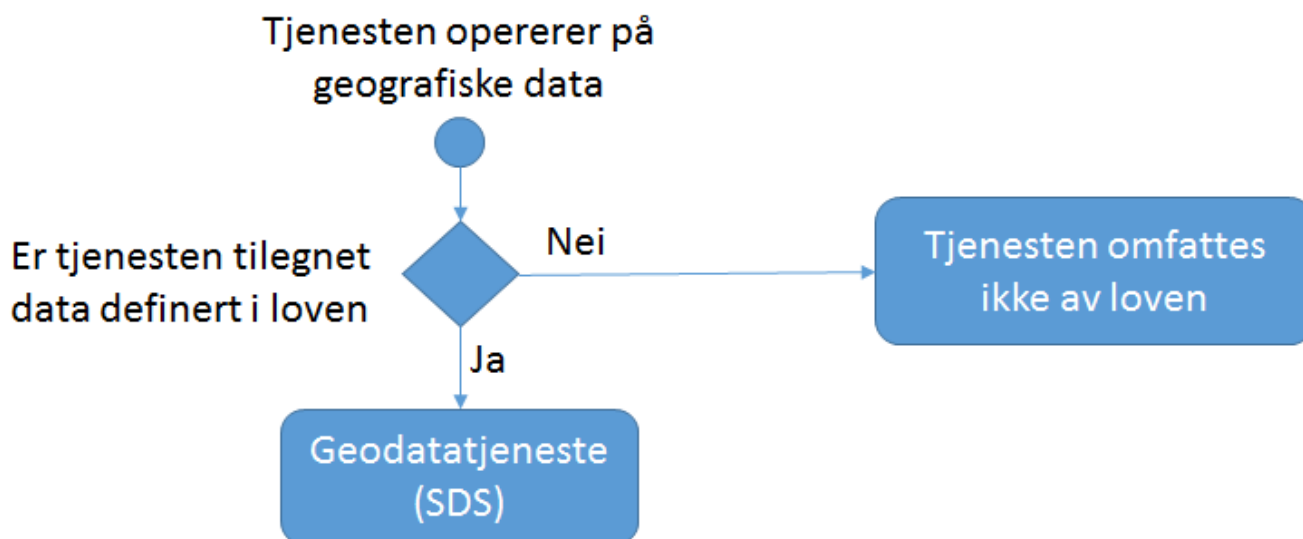 Tjenesten opererer på
geografiske data
Er tjenesten tilegnet
data definert i loven
Nei
Tjenesten omfattes
ikke av loven
Ja
Geodatatjeneste
(SDS)